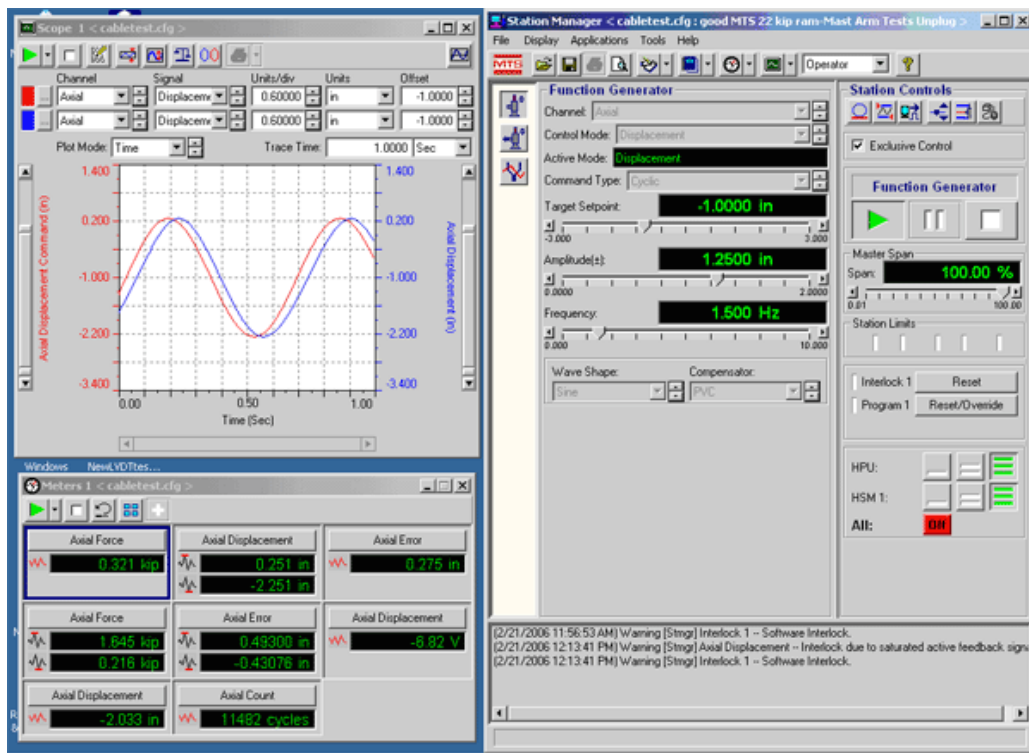 Scope 1 < cabletest.cfg >
Channel Signal Units/div Units Offset
... Axial Displaceme 0.60000 in -1.0000
... Axial Displaceme 0.60000 in -1.0000
Plot Mode: Time Trace Time: 1.0000 Sec
1.400 1.400
0.200 0.200
-1.000 -1.000
-2.200 -2.200
-3.400 -3.400
Axial Displacement Command (in)
Axial Displacement (in)
0.00 0.50 1.00
Time (Sec)
Windows NewLVDTtes...
Meters 1 < cabletest.cfg >
Axial Force Axial Displacement Axial Error
0.321 kip 0.251 in 0.275 in
-2.251 in
Axial Force Axial Error Axial Displacement
1.645 kip 0.49300 in -6.82 V
0.216 kip -0.43076 in
Axial Displacement Axial Count
-2.033 in 11482 cycles
Station Manager < cabletest.cfg : good MTS 22 kip ram-Mast Arm Tests Unplug >
File Display Applications Tools Help
MTS Operator
Function Generator
Channel: Axial
Control Mode: Displacement
Active Mode: Displacement
Command Type: Cyclic
Target Setpoint: -1.0000 in
-3.000 3.000
Amplitude(±): 1.2500 in
0.0000 2.0000
Frequency: 1.500 Hz
0.000 10.000
Wave Shape: Compensator:
Sine PVC
Station Controls
Exclusive Control
Function Generator
Master Span
Span: 100.00 %
0.01 100.00
Station Limits
Interlock 1 Reset
Program 1 Reset/Override
HPU:
HSM 1:
All: Off
(2/21/2006 11:56:53 AM) Warning [Stmgr] Interlock 1 -- Software Interlock.
(2/21/2006 12:13:41 PM) Warning [Stmgr] Axial Displacement -- Interlock due to saturated active feedback sign
(2/21/2006 12:13:41 PM) Warning [Stmgr] Interlock 1 -- Software Interlock.